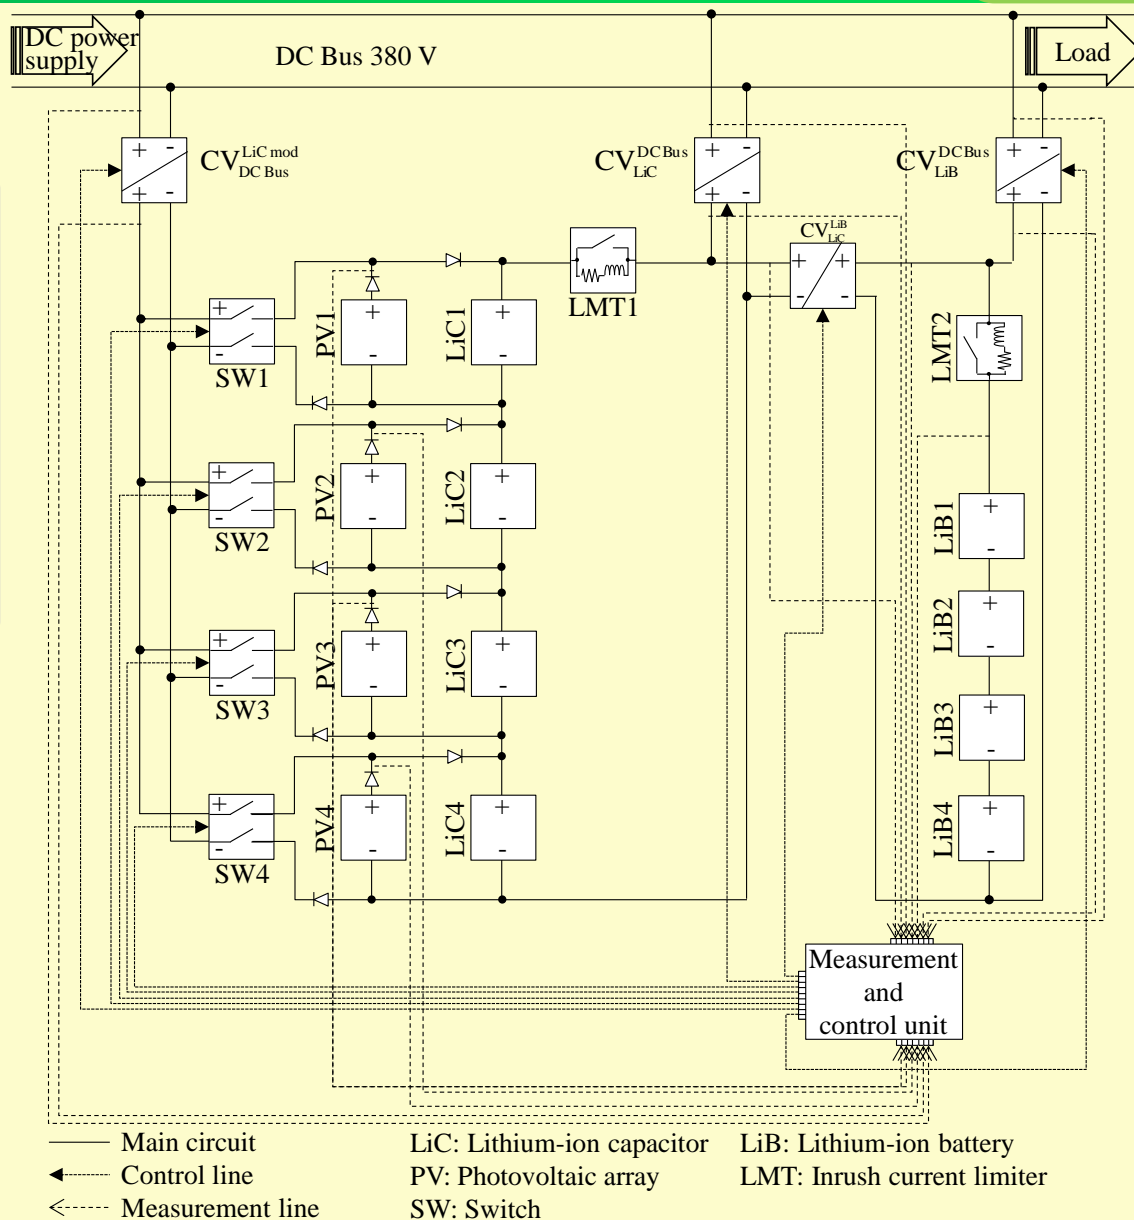 DC power
supply
DC Bus 380 V
Load
+ -
+ -
CV LiC mod
DC Bus
+ -
+ -
CV DC Bus
LiC
+ -
+ -
CV DC Bus
LiB
CV LiB
LiC
+ +
- -
LMT1
LMT2
+
-
SW1
PV1
+
-
LiC1
+
-
+
-
SW2
PV2
+
-
LiC2
+
-
LiB1
+
-
LiB2
+
-
+
-
SW3
PV3
+
-
LiC3
+
-
LiB3
+
-
+
-
SW4
PV4
+
-
LiC4
+
-
LiB4
+
-
Measurement
and
control unit
Main circuit
Control line
Measurement line
LiC: Lithium-ion capacitor
PV: Photovoltaic array
SW: Switch
LiB: Lithium-ion battery
LMT: Inrush current limiter